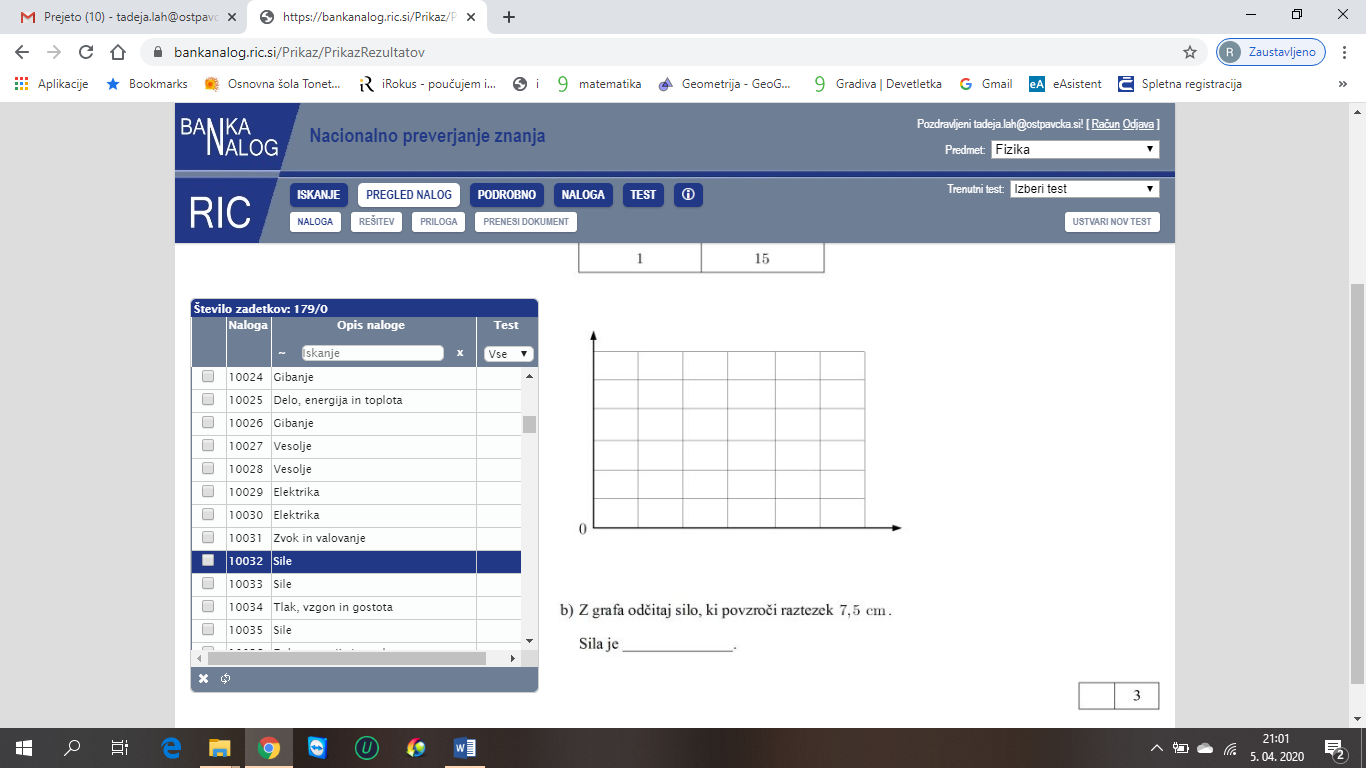 Prejeto (10) - tadeja.lah@ostpavc
https://bankanalog.ric.si/Prikaz/P
bankanalog.ric.si/Prikaz/PrikazRezultatov
R Zaustavljeno
Aplikacije Bookmarks Osnovna šola Tonet... iRokus – poučujem i... i matematika Geometrija - GeoG... Gradiva | Devetletka Gmail eAsistent Spletna registracija »
BANKA NALOG
Nacionalno preverjanje znanja
Pozdravljeni tadeja.lah@ostpavcka.si! [ Račun Odjava ]
Predmet: Fizika
RIC
ISKANJE PREGLED NALOG PODROBNO NALOGA TEST
Trenutni test: Izberi test
NALOGA REŠITEV PRILOGA PRENESI DOKUMENT
USTVARI NOV TEST
1 15
Število zadetkov: 179/0
Naloga Opis naloge Test
~ Iskanje x Vse
10024 Gibanje
10025 Delo, energija in toplota
10026 Gibanje
10027 Vesolje
10028 Vesolje
10029 Elektrika
10030 Elektrika
10031 Zvok in valovanje
10032 Sile
10033 Sile
10034 Tlak, vzgon in gostota
10035 Sile
0
b) Z grafa odčitaj silo, ki povzroči raztezek 7,5 cm.
Sila je ______________.
3
21:01
5. 04. 2020
2